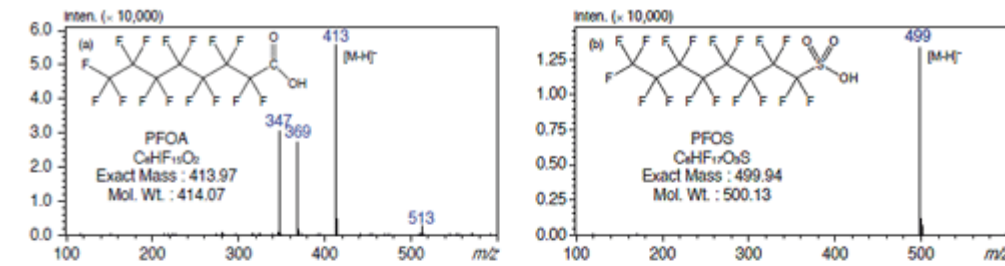 Inten. (× 10,000)
6.0
5.0
4.0
3.0
2.0
1.0
0.0
100
200
300
400
500
m/z
(a)
F F F F F F F O
F C
F F F F F F F OH
PFOA
C₈HF₁₅O₂
Exact Mass : 413.97
Mol. Wt. : 414.07
347
369
413
[M-H]⁻
513
Inten. (× 10,000)
1.25
1.00
0.75
0.50
0.25
0.00
100
200
300
400
500
m/z
(b)
F F F F F F F F O O
F S
F F F F F F F F OH
PFOS
C₈HF₁₇O₃S
Exact Mass : 499.94
Mol. Wt. : 500.13
499
[M-H]⁻